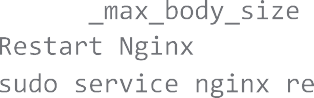 _max_body_size
Restart Nginx
sudo service nginx re